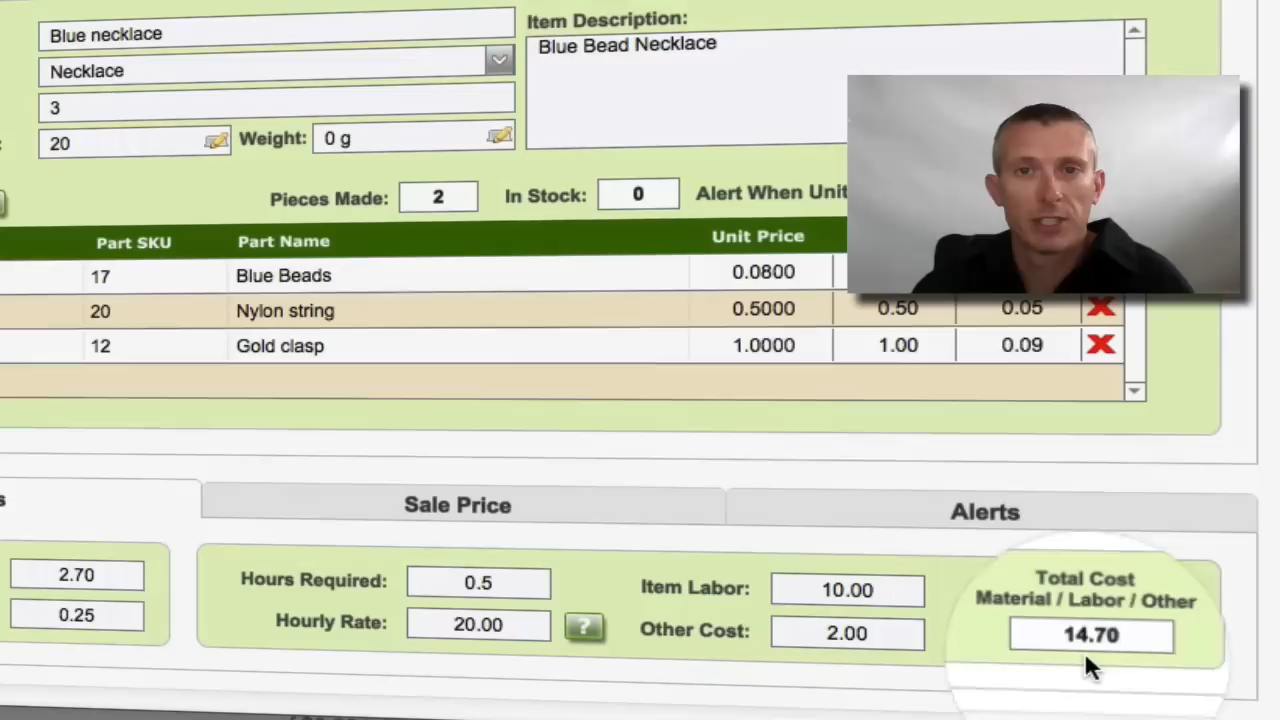 Blue necklace
Item Description:
Blue Bead Necklace
Necklace
3
20
Weight:
0 g
Pieces Made:
2
In Stock:
0
Alert When Unit
Part SKU
Part Name
Unit Price
17
Blue Beads
0.0800
20
Nylon string
0.5000
0.50
0.05
12
Gold clasp
1.0000
1.00
0.09
Sale Price
Alerts
2.70
0.25
Hours Required:
0.5
Hourly Rate:
20.00
?
Item Labor:
10.00
Other Cost:
2.00
Total Cost
Material / Labor / Other
14.70